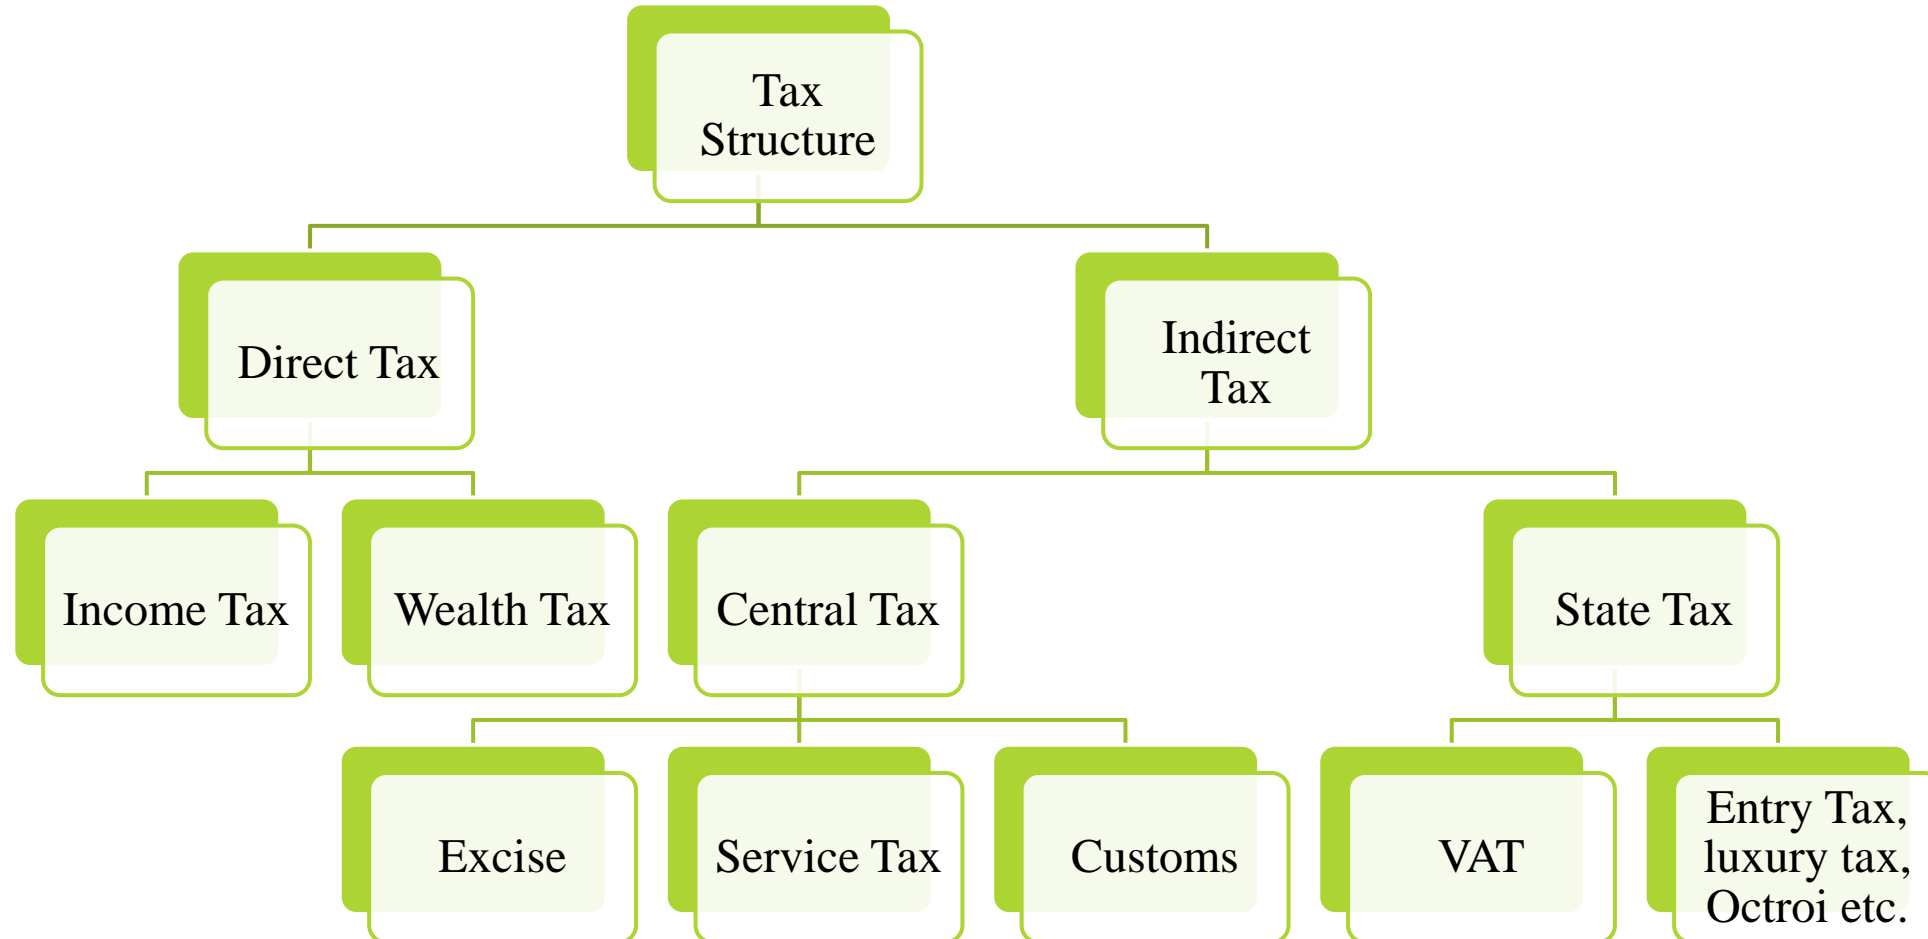 Tax
Structure
Direct Tax
Indirect
Tax
Income Tax
Wealth Tax
Central Tax
State Tax
Excise
Service Tax
Customs
VAT
Entry Tax,
luxury tax,
Octroi etc.